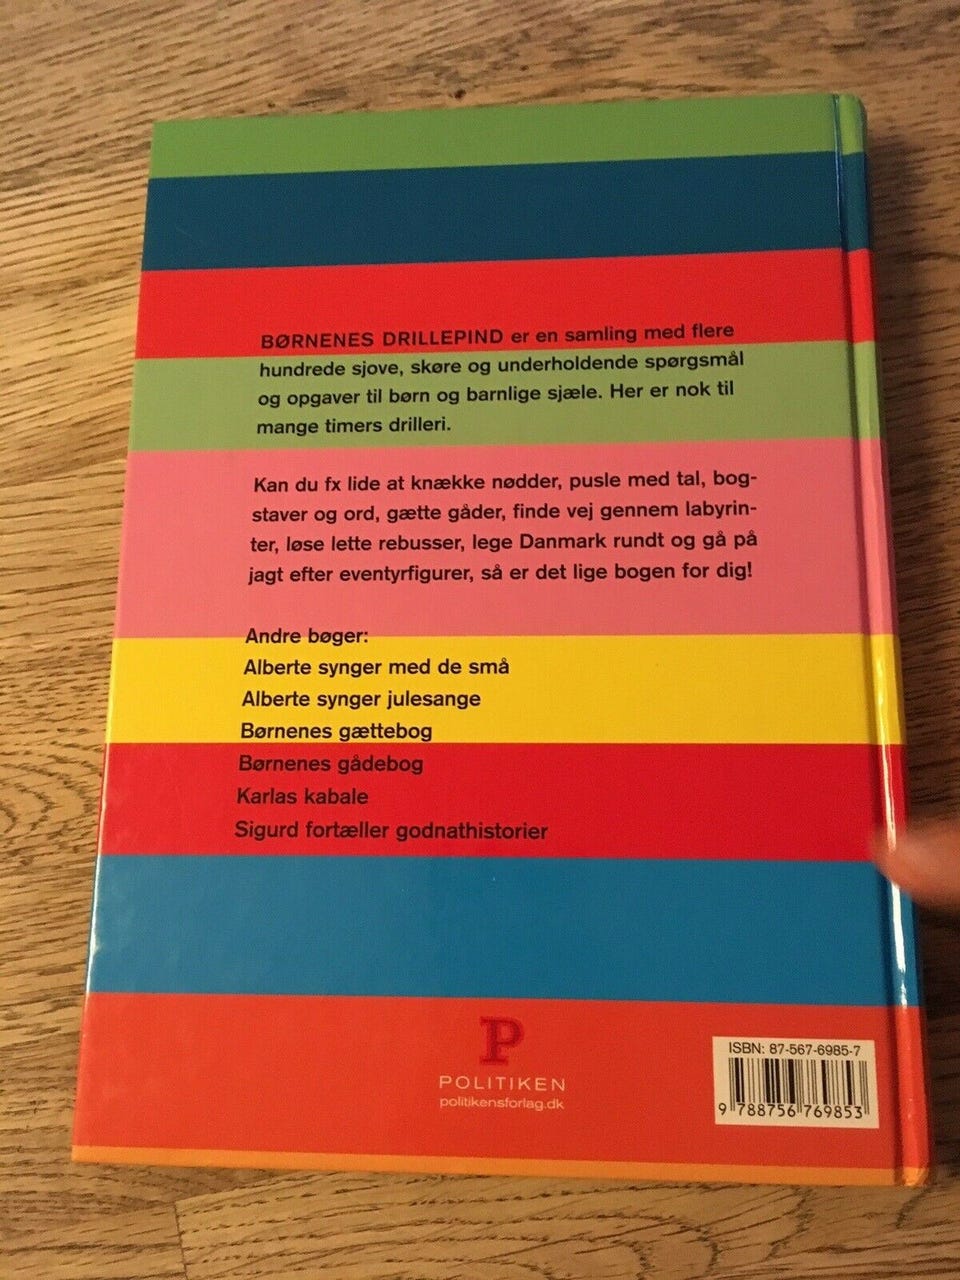 BØRNENES DRILLEPIND er en samling med flere
hundrede sjove, skøre og underholdende spørgsmål
og opgaver til børn og barnlige sjæle. Her er nok til
mange timers drilleri.
Kan du fx lide at knække nødder, pusle med tal, bog-
staver og ord, gætte gåder, finde vej gennem labyrin-
ter, løse lette rebusser, lege Danmark rundt og gå på
jagt efter eventyrfigurer, så er det lige bogen for dig!
Andre bøger:
Alberte synger med de små
Alberte synger julesange
Børnenes gættebog
Børnenes gådebog
Karlas kabale
Sigurd fortæller godnathistorier
P
POLITIKEN
politikensforlag.dk
ISBN: 87-567-6985-7
9 788756 769853